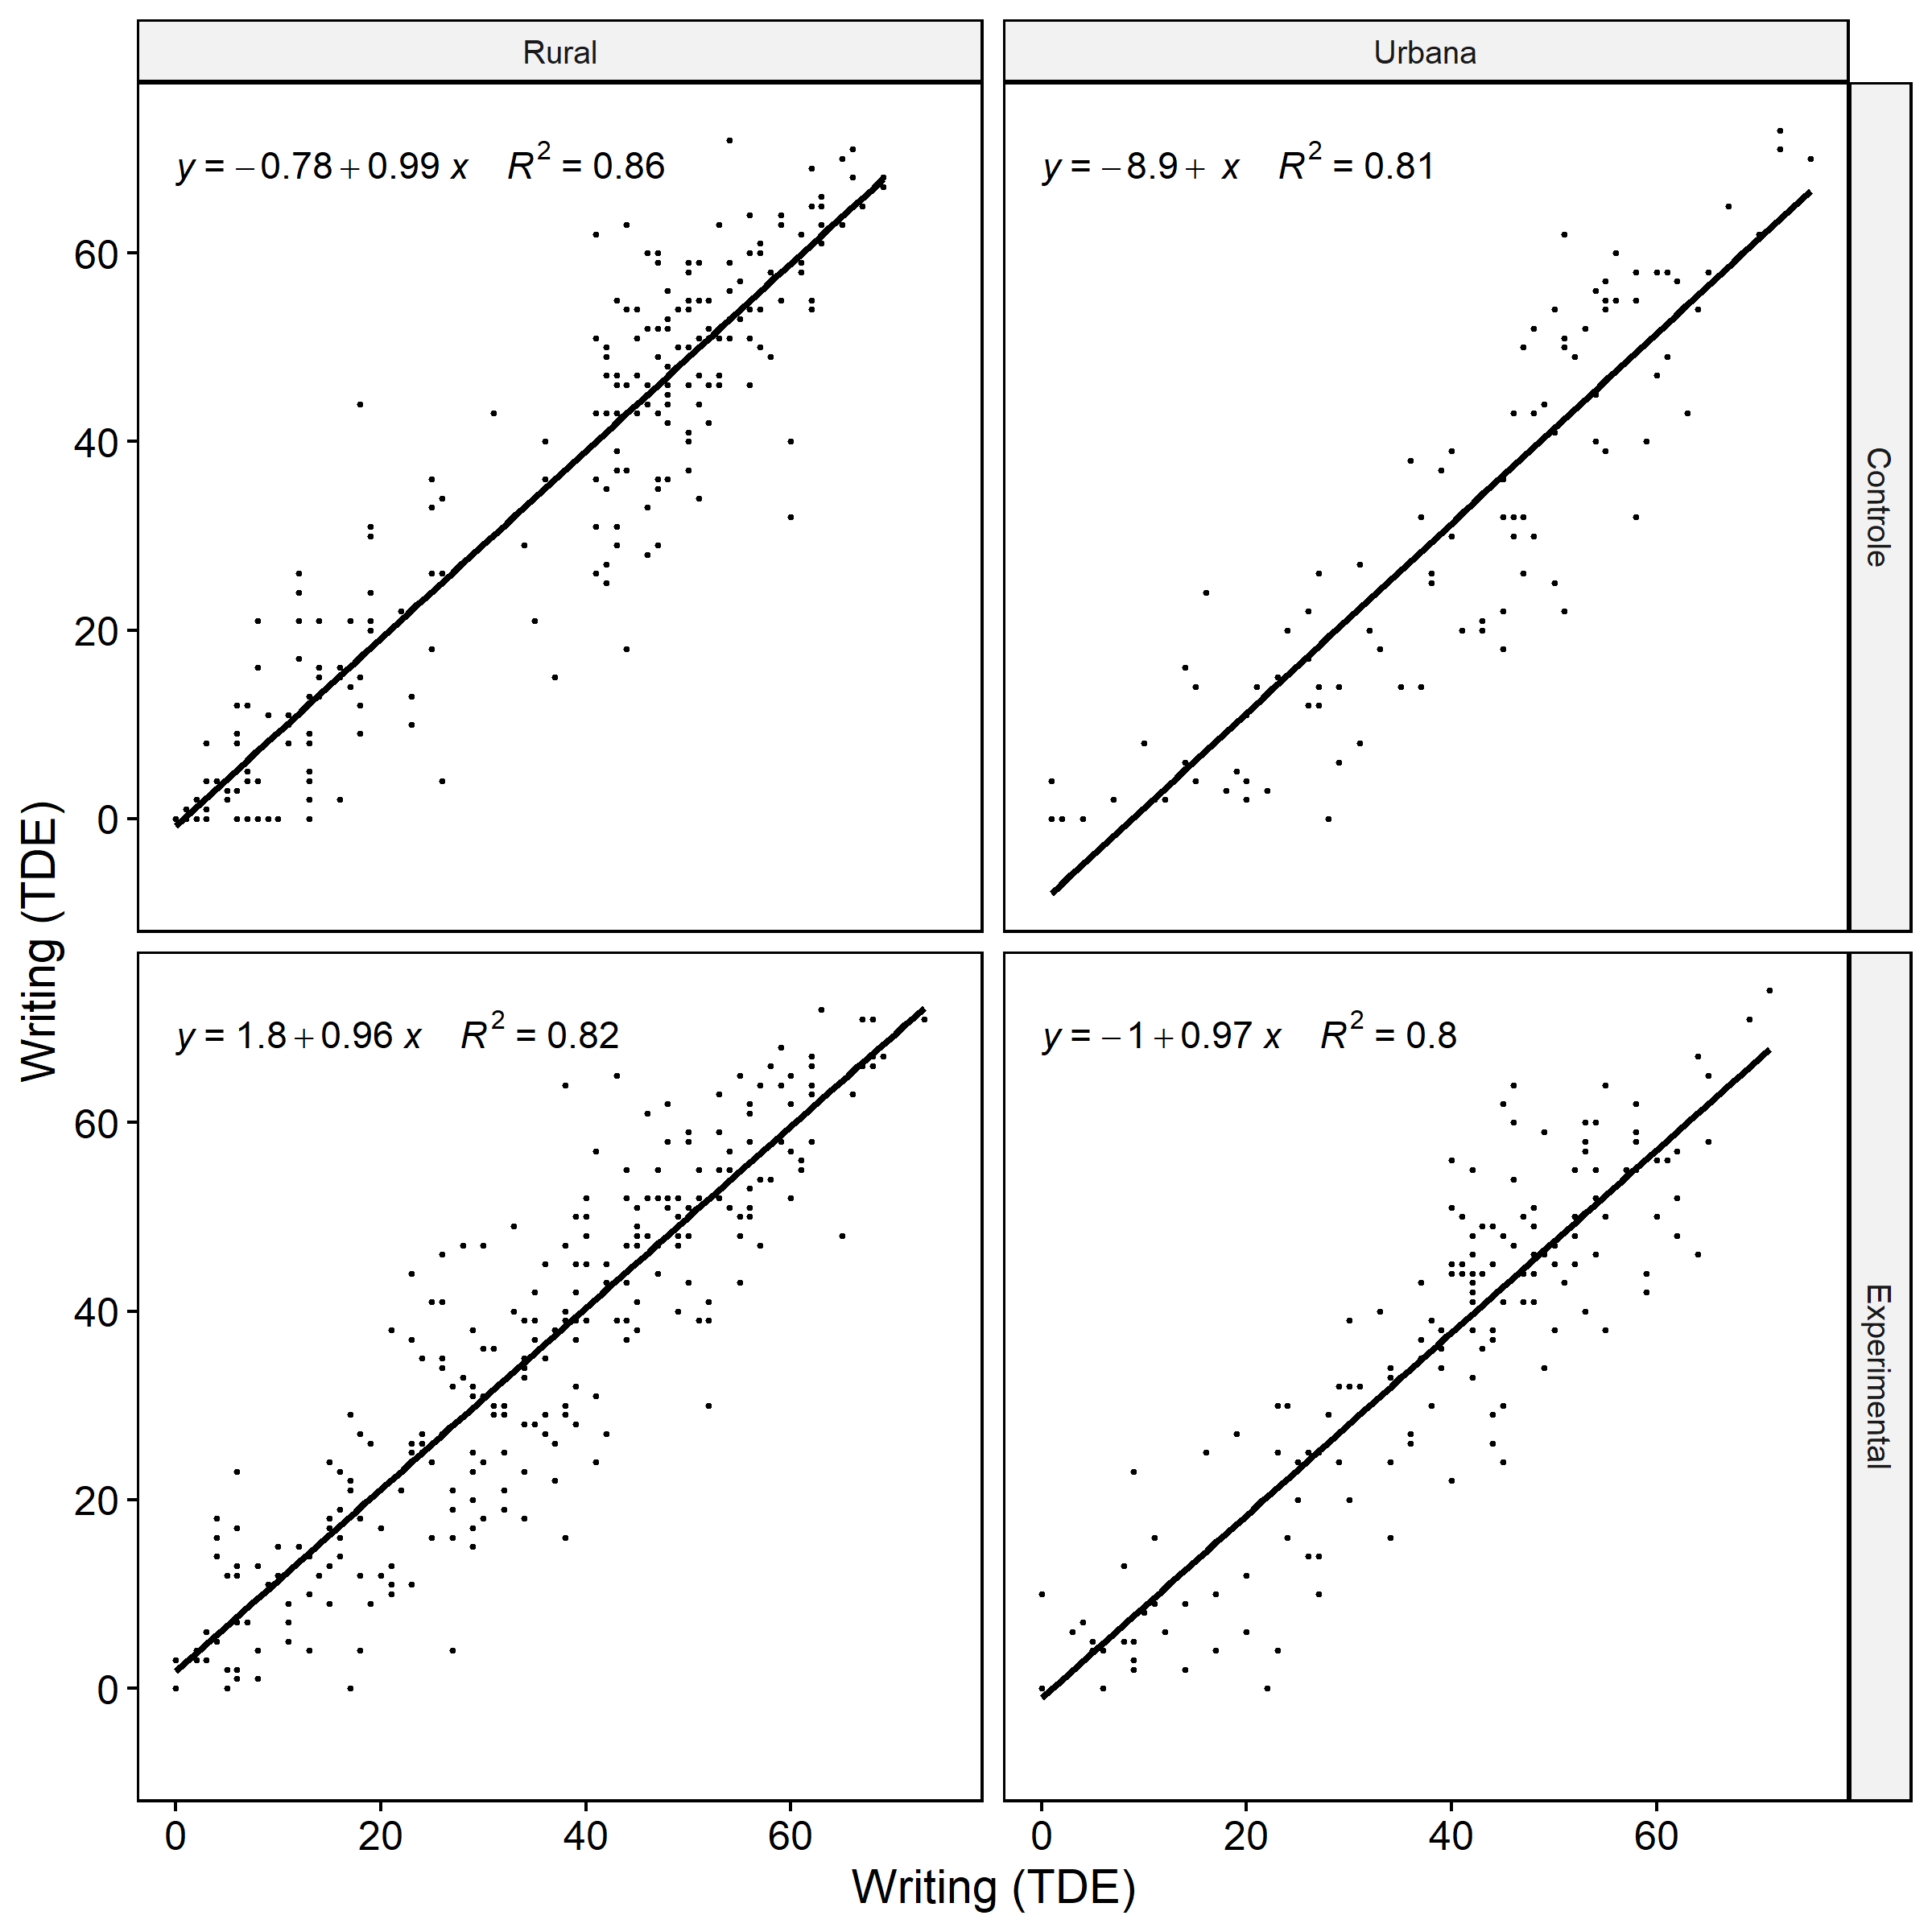 Rural
Urbana
y = −0.78 + 0.99 x R² = 0.86
y = −8.9 + x R² = 0.81
60
40
20
0
Controle
y = 1.8 + 0.96 x R² = 0.82
y = −1 + 0.97 x R² = 0.8
60
40
20
0
Experimental
0 20 40 60
0 20 40 60
Writing (TDE)
Writing (TDE)